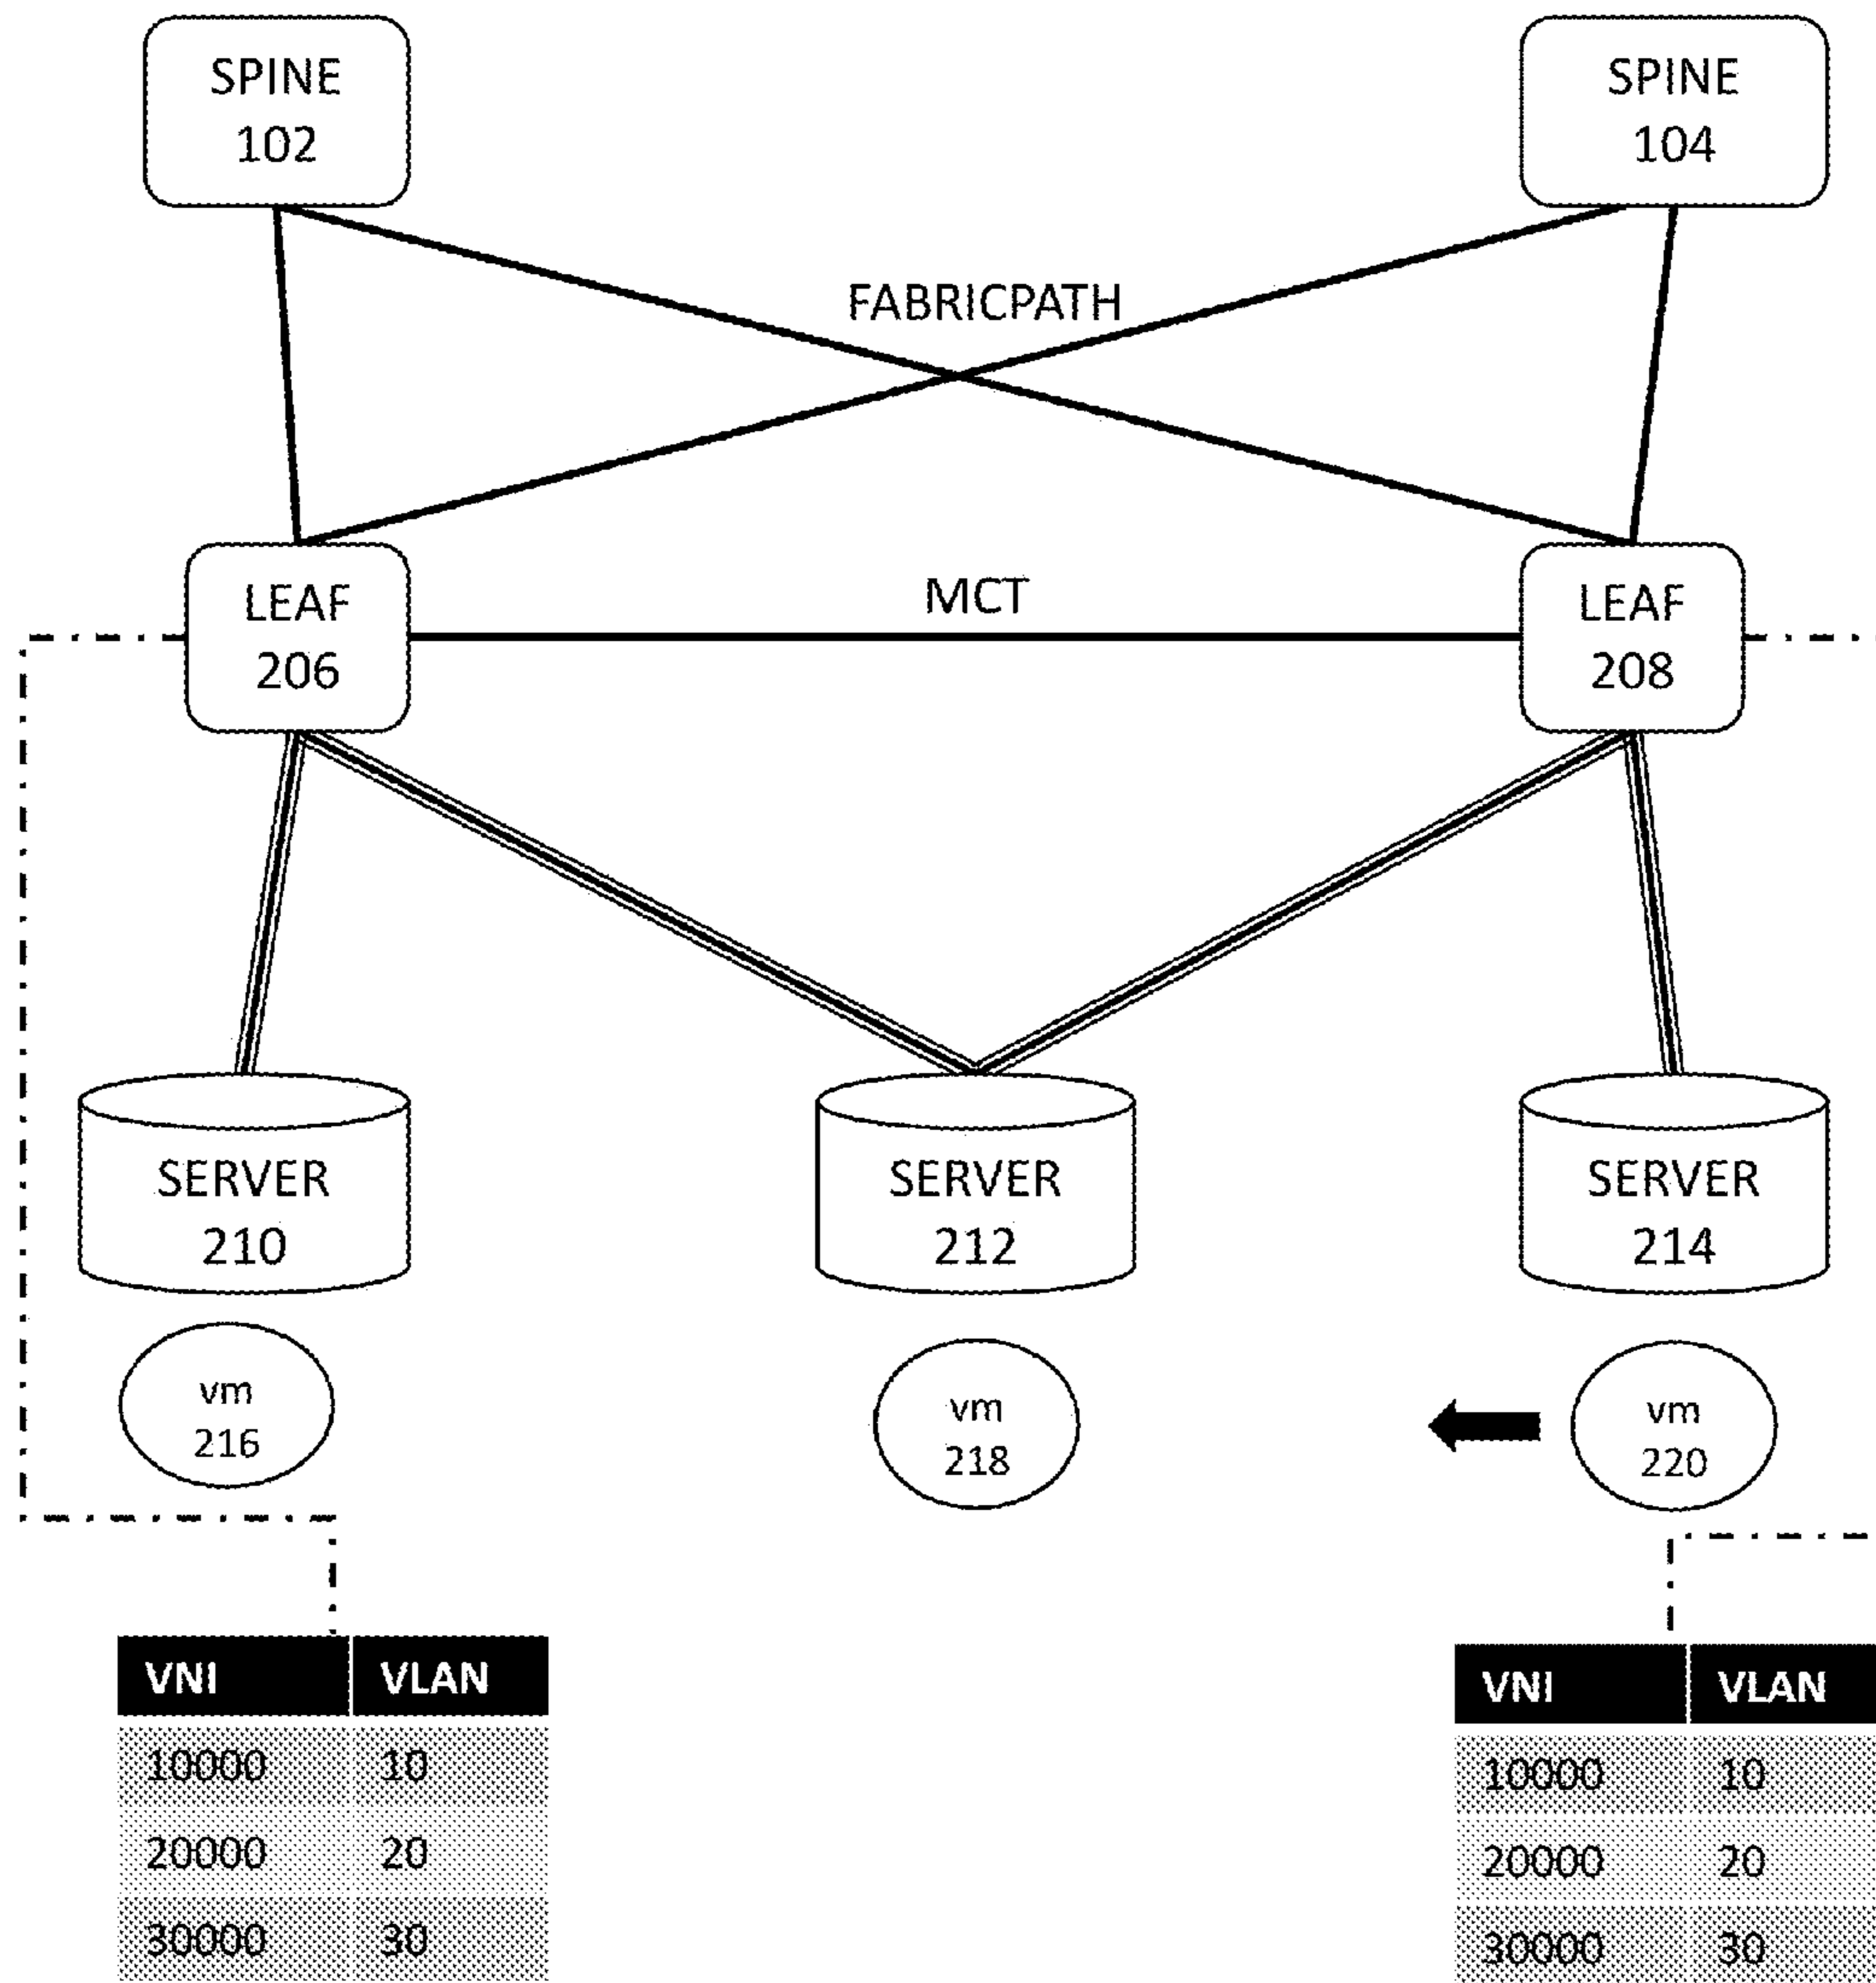 SPINE
102
SPINE
104
FABRICPATH
LEAF
206
MCT
LEAF
208
SERVER
210
SERVER
212
SERVER
214
vm
216
vm
218
vm
220
VNI VLAN
10000 10
20000 20
30000 30
VNI VLAN
10000 10
20000 20
30000 30